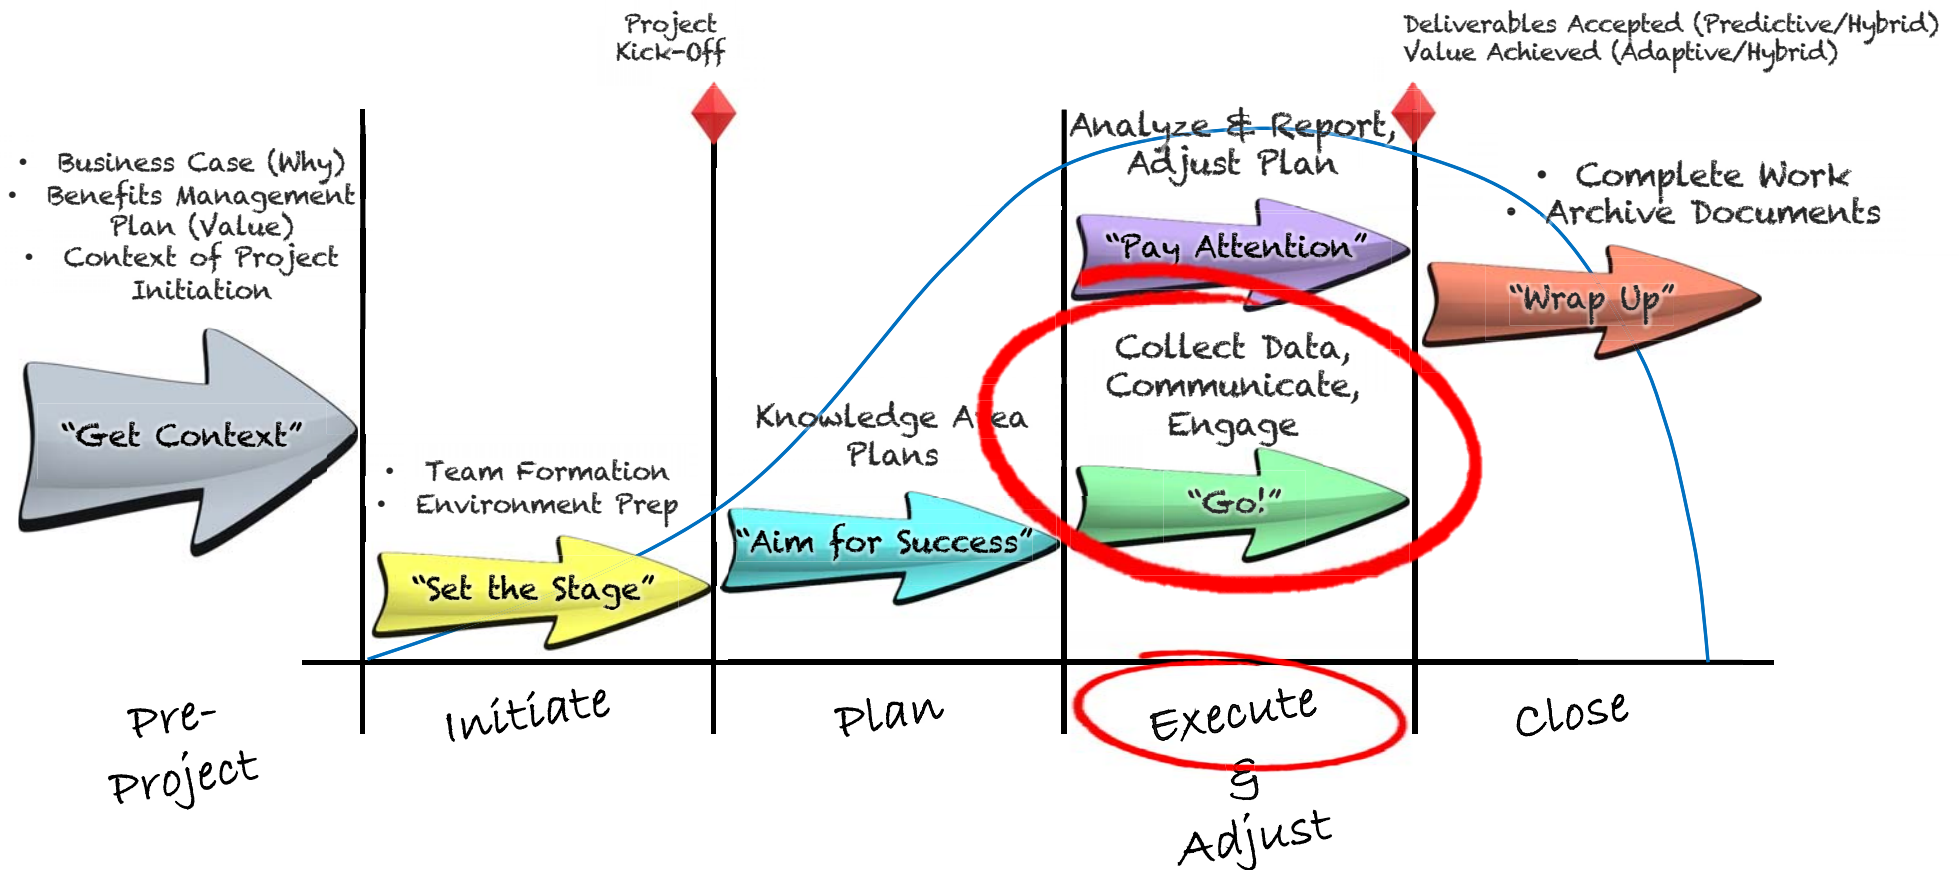 Project
Kick-Off
Deliverables Accepted (Predictive/Hybrid)
Value Achieved (Adaptive/Hybrid)
• Business Case (Why)
• Benefits Management
Plan (Value)
• Context of Project
Initiation
"Get Context"
• Team Formation
• Environment Prep
"Set the Stage"
Knowledge Area
Plans
"Aim for Success"
Analyze & Report,
Adjust Plan
"Pay Attention"
Collect Data,
Communicate,
Engage
"Go!"
• Complete Work
• Archive Documents
"Wrap Up"
Pre-
Project
Initiate
Plan
Execute
&
Adjust
Close